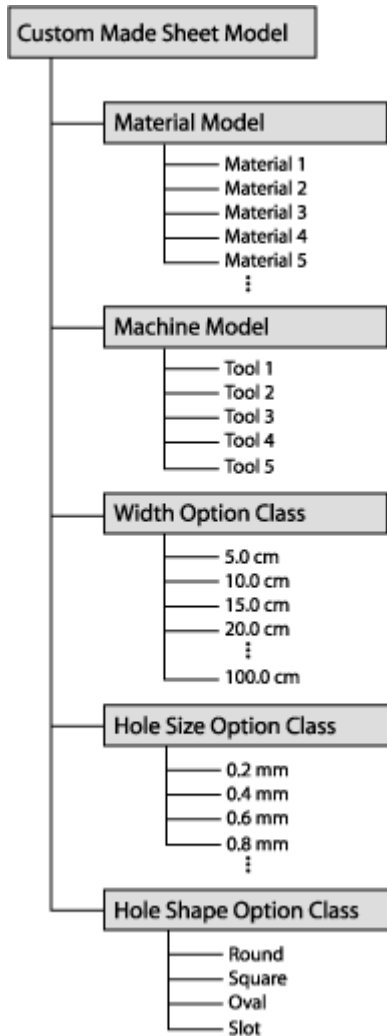 Custom Made Sheet Model
Material Model
Material 1
Material 2
Material 3
Material 4
Material 5
Machine Model
Tool 1
Tool 2
Tool 3
Tool 4
Tool 5
Width Option Class
5.0 cm
10.0 cm
15.0 cm
20.0 cm
100.0 cm
Hole Size Option Class
0.2 mm
0.4 mm
0.6 mm
0.8 mm
Hole Shape Option Class
Round
Square
Oval
Slot